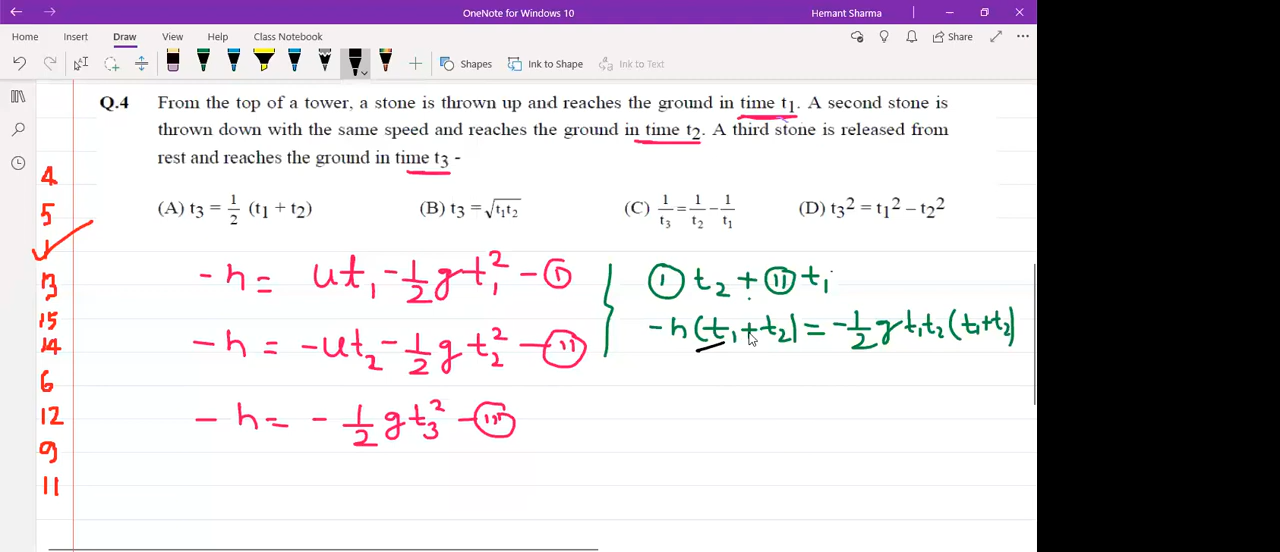 OneNote for Windows 10
Hemant Sharma
Home Insert Draw View Help Class Notebook
Share
Shapes Ink to Shape Ink to Text
Q.4 From the top of a tower, a stone is thrown up and reaches the ground in time t₁. A second stone is
thrown down with the same speed and reaches the ground in time t₂. A third stone is released from
rest and reaches the ground in time t₃ -
(A) t₃ = 1/2 (t₁ + t₂) (B) t₃ = √t₁t₂ (C) 1/t₃ = 1/t₂ − 1/t₁ (D) t₃² = t₁² − t₂²
4
5
1
13
15
14
6
12
9
11
-h = ut₁ - 1/2 gt₁² - Ⓘ
-h = -ut₂ - 1/2 g t₂² - ⑪
-h = - 1/2 gt₃² - (III)
Ⓘ t₂ + ⑪ t₁
-h (t₁+t₂) = -1/2 g t₁t₂ (t₁+t₂)